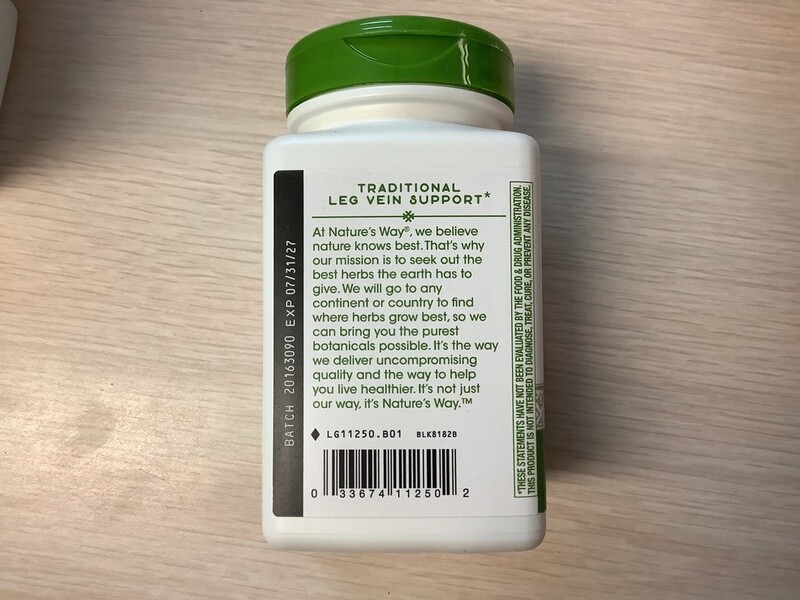 TRADITIONAL
LEG VEIN SUPPORT*
At Nature's Way®, we believe
nature knows best. That's why
our mission is to seek out the
best herbs the earth has to
give. We will go to any
continent or country to find
where herbs grow best, so we
can bring you the purest
botanicals possible. It's the way
we deliver uncompromising
quality and the way to help
you live healthier. It's not just
our way, it's Nature's Way.™
LG11250.B01 BLK8182B
0 33674 11250 2
BATCH 20163090 EXP 07/31/27
*THESE STATEMENTS HAVE NOT BEEN EVALUATED BY THE FOOD & DRUG ADMINISTRATION.
THIS PRODUCT IS NOT INTENDED TO DIAGNOSE, TREAT, CURE, OR PREVENT ANY DISEASE.